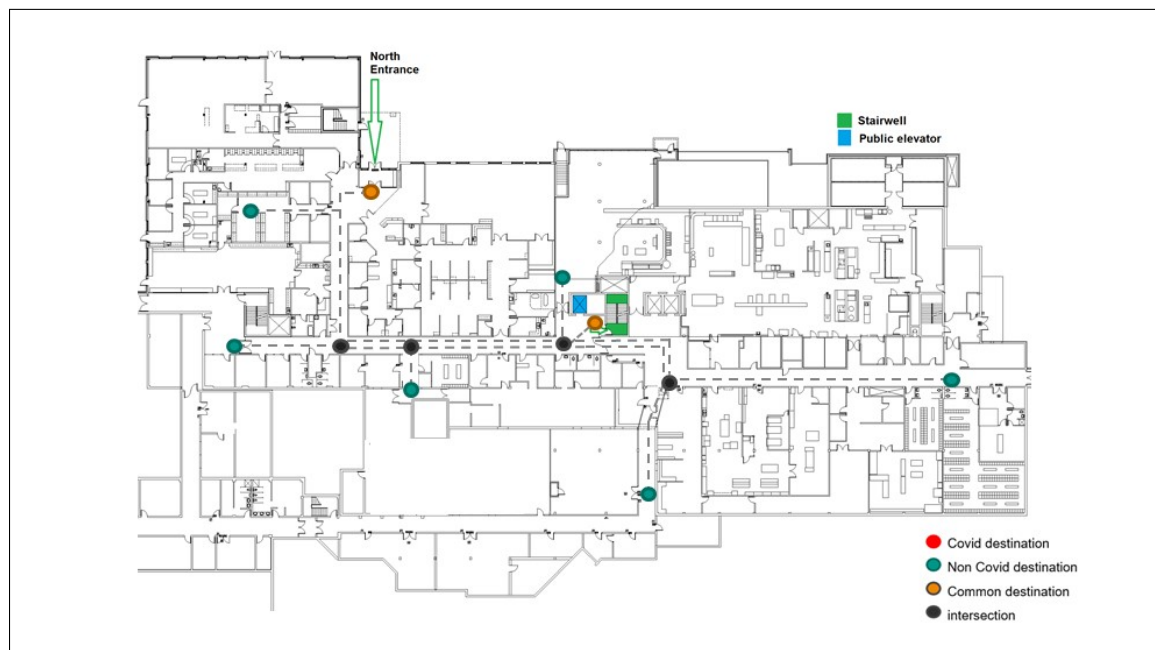 North
Entrance
Stairwell
Public elevator
Covid destination
Non Covid destination
Common destination
intersection